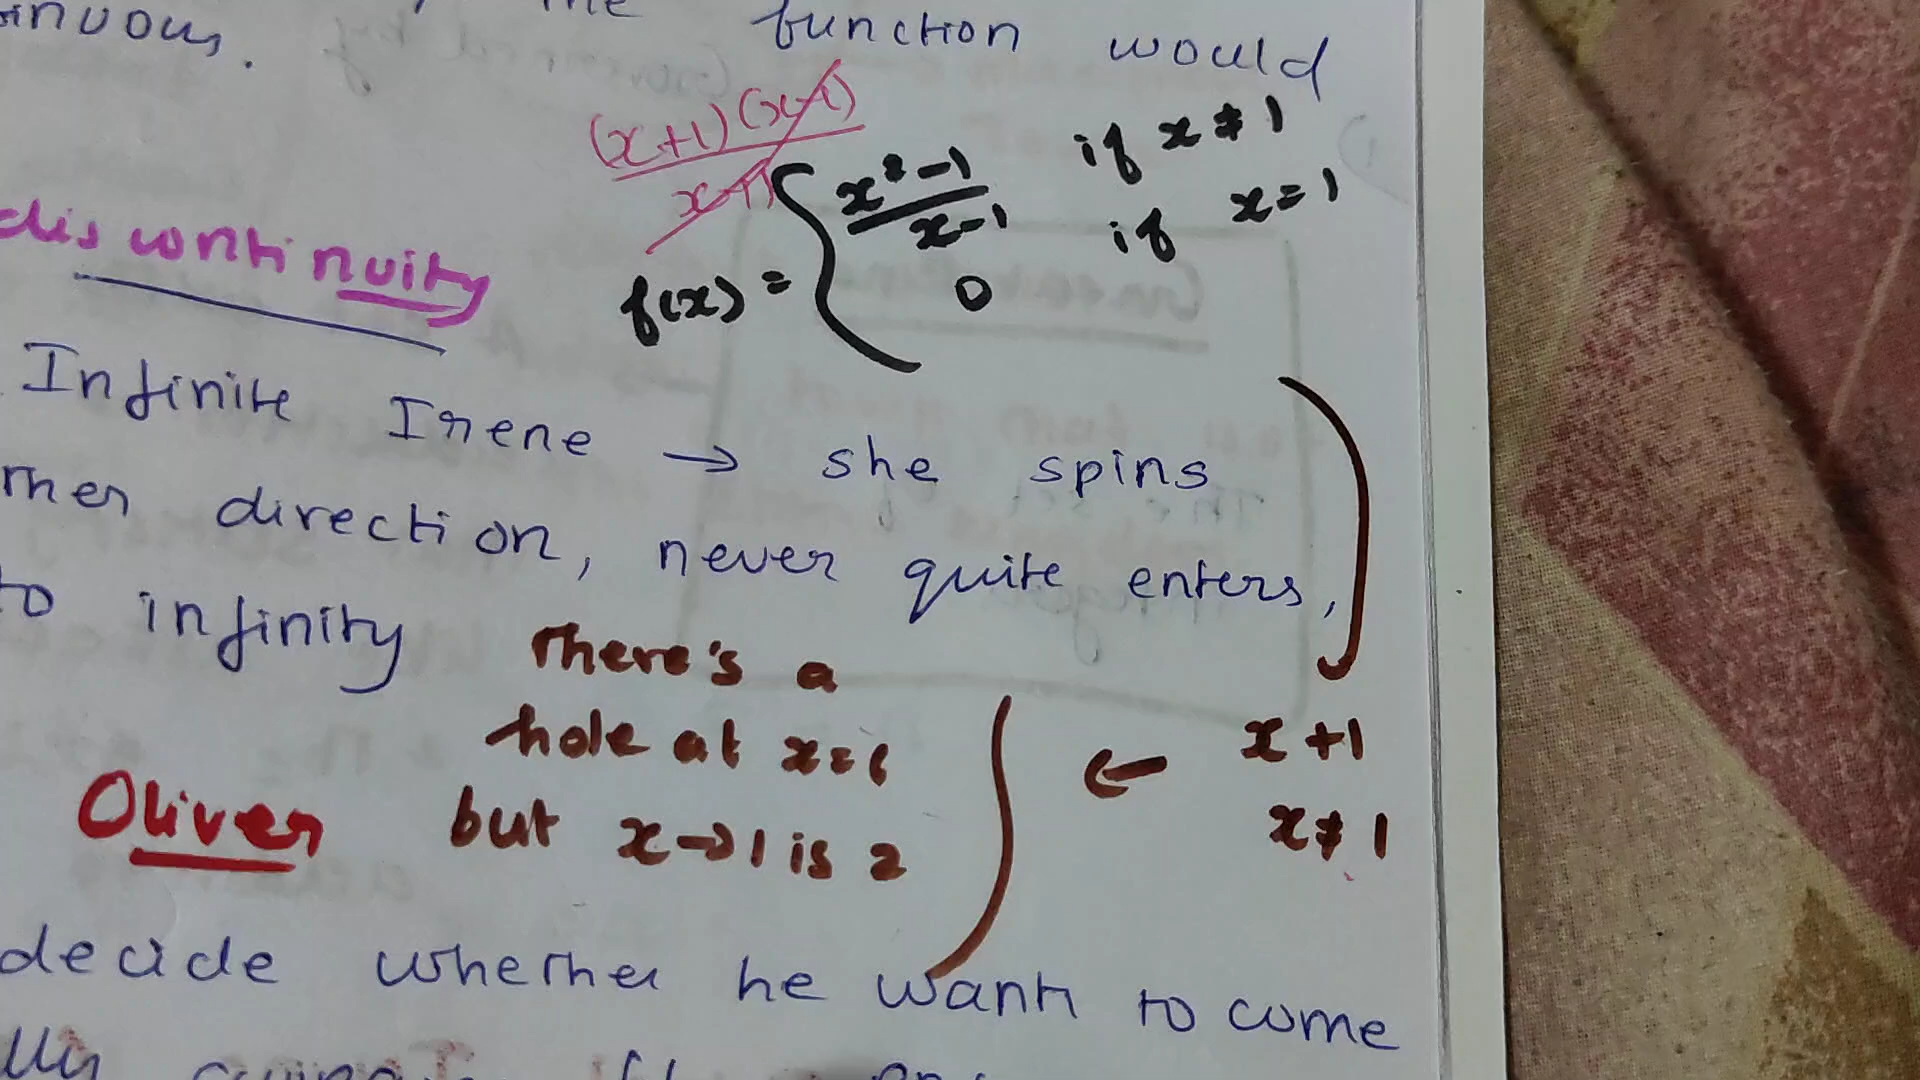 function would
(x+1)(x-1)
x-1
f(x) = { x²-1 if x ≠ 1
x-1 if x = 1
0
discontinuity
Infinite Irene → she spins
direction, never quite enters,
to infinity
There's a
hole at x=1
but x→1 is 2
← x+1
x≠1
Oliver
decide whether he wants to come